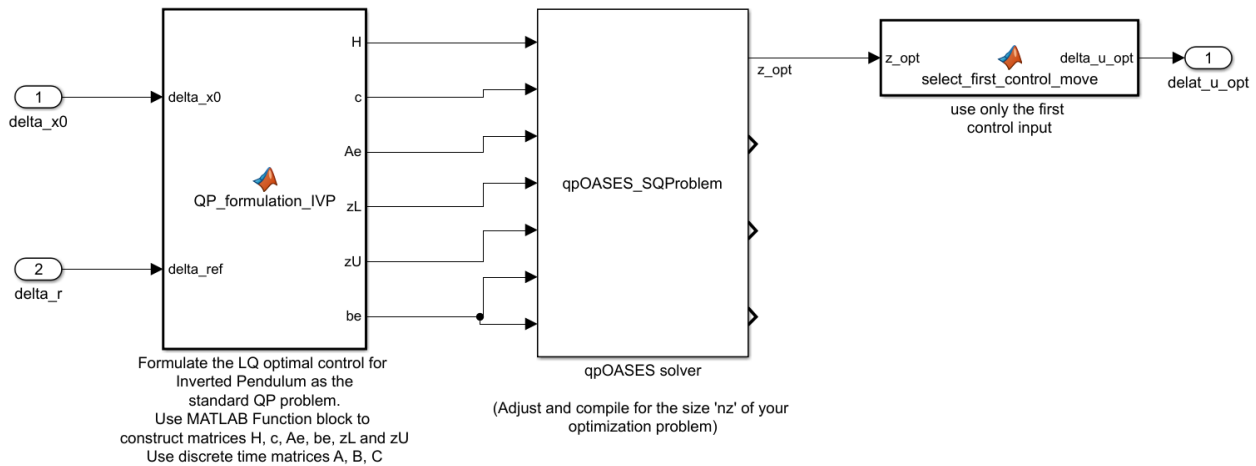 1
delta_x0
2
delta_r
delta_x0
delta_ref
QP_formulation_IVP
H
c
Ae
zL
zU
be
Formulate the LQ optimal control for
Inverted Pendulum as the
standard QP problem.
Use MATLAB Function block to
construct matrices H, c, Ae, be, zL and zU
Use discrete time matrices A, B, C
qpOASES_SQProblem
qpOASES solver
(Adjust and compile for the size 'nz' of your
optimization problem)
z_opt
z_opt
delta_u_opt
select_first_control_move
use only the first
control input
1
delat_u_opt